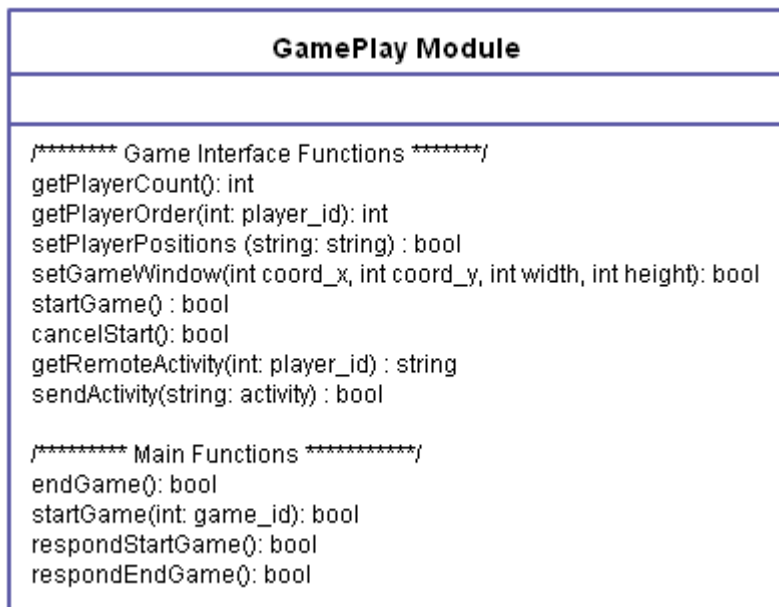 GamePlay Module
/******** Game Interface Functions *******/
getPlayerCount(): int
getPlayerOrder(int: player_id): int
setPlayerPositions (string: string) : bool
setGameWindow(int coord_x, int coord_y, int width, int height): bool
startGame() : bool
cancelStart(): bool
getRemoteActivity(int: player_id) : string
sendActivity(string: activity) : bool
/********* Main Functions ***********/
endGame(): bool
startGame(int: game_id): bool
respondStartGame(): bool
respondEndGame(): bool